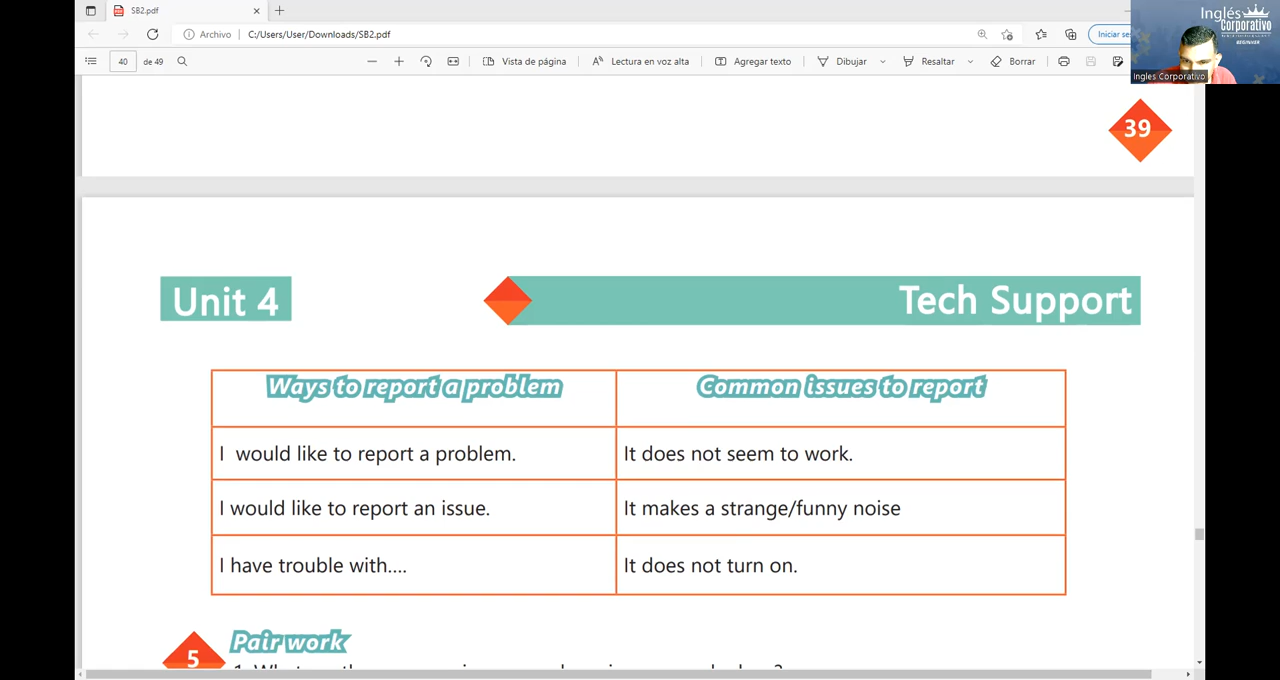 SB2.pdf
Archivo | C:/Users/User/Downloads/SB2.pdf
Iniciar
40 de 49
Vista de página
Lectura en voz alta
Agregar texto
Dibujar
Resaltar
Borrar
Inglés
Corporativo
BEGINNER
Ingles Corporativo
39
Unit 4
Tech Support
Ways to report a problem
Common issues to report
I would like to report a problem.
It does not seem to work.
I would like to report an issue.
It makes a strange/funny noise
I have trouble with....
It does not turn on.
5
Pair work